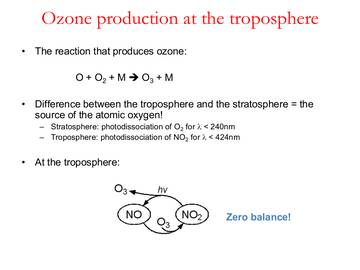 Ozone production at the troposphere
• The reaction that produces ozone:
O + O₂ + M ➔ O₃ + M
• Difference between the troposphere and the stratosphere = the
source of the atomic oxygen!
– Stratosphere: photodissociation of O₂ for λ < 240nm
– Troposphere: photodissociation of NO₂ for λ < 424nm
• At the troposphere:
O₃ hν
NO NO₂
O₃
Zero balance!